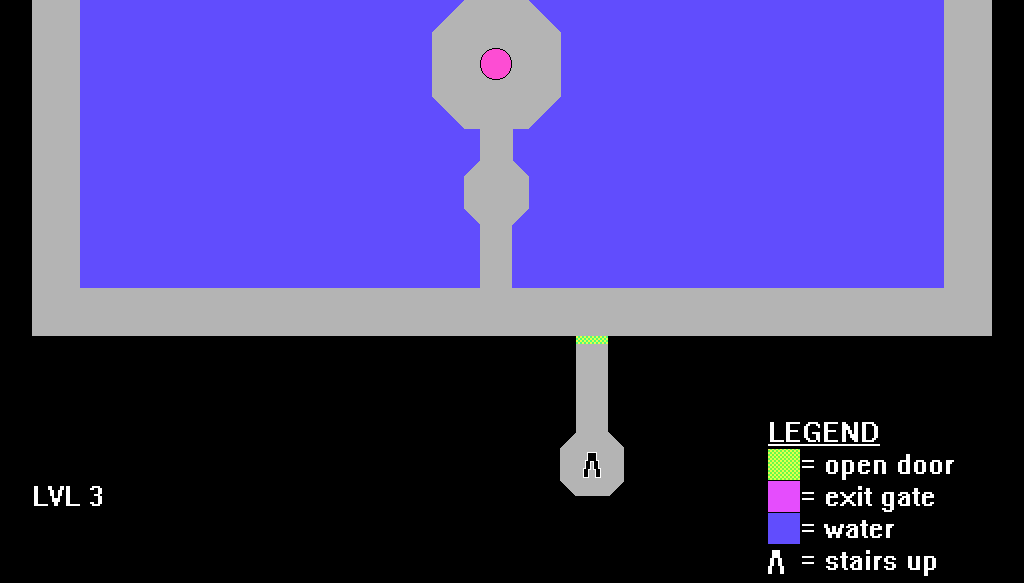 LVL 3
LEGEND
= open door
= exit gate
= water
= stairs up